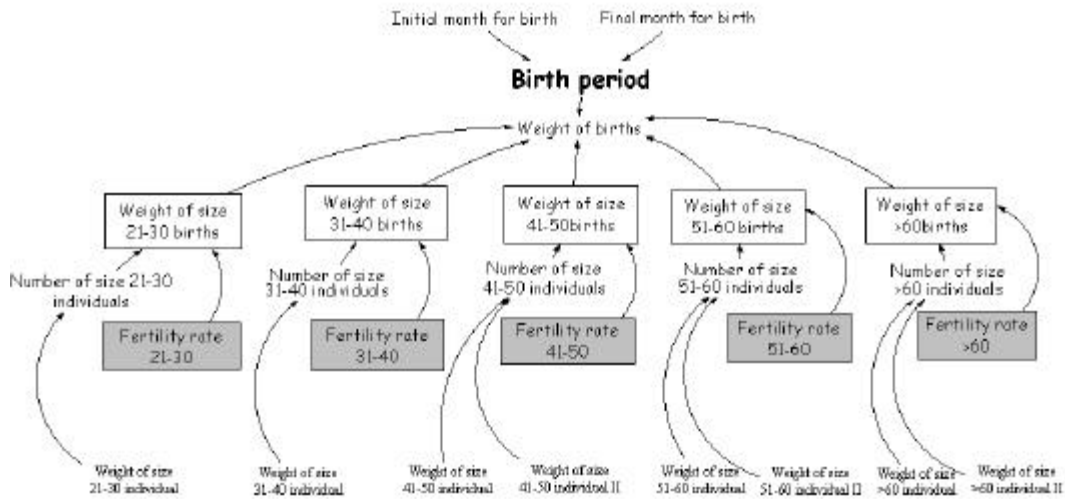 Initial month for birth
Final month for birth
Birth period
Weight of births
Weight of size
21-30 births
Weight of size
31-40 births
Weight of size
41-50births
Weight of size
51-60 births
Weight of size
>60births
Number of size 21-30
individuals
Number of size
31-40 individuals
Number of size
41-50 individuals
Number of size
51-60 individuals
Number of size
>60 individuals
Fertility rate
21-30
Fertility rate
31-40
Fertility rate
41-50
Fertility rate
51-60
Fertility rate
>60
Weight of size
21-30 individual
Weight of size
31-40 individual
Weight of size
41-50 individual
Weight of size
41-50 individual II
Weight of size
51-60 individual
Weight of size
51-60 individual II
Weight of size
>60 individual
Weight of size
>60 individual II